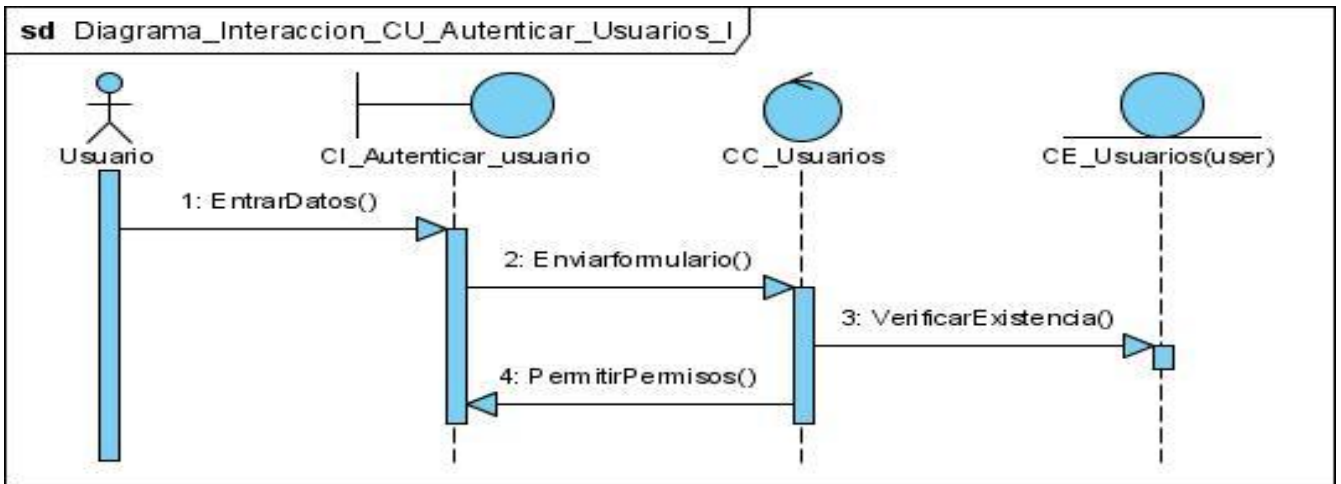 sd Diagrama_Interaccion_CU_Autenticar_Usuarios_I
Usuario
CI_Autenticar_usuario
CC_Usuarios
CE_Usuarios(user)
1: EntrarDatos()
2: Enviarformulario()
3: VerificarExistencia()
4: PermitirPermisos()